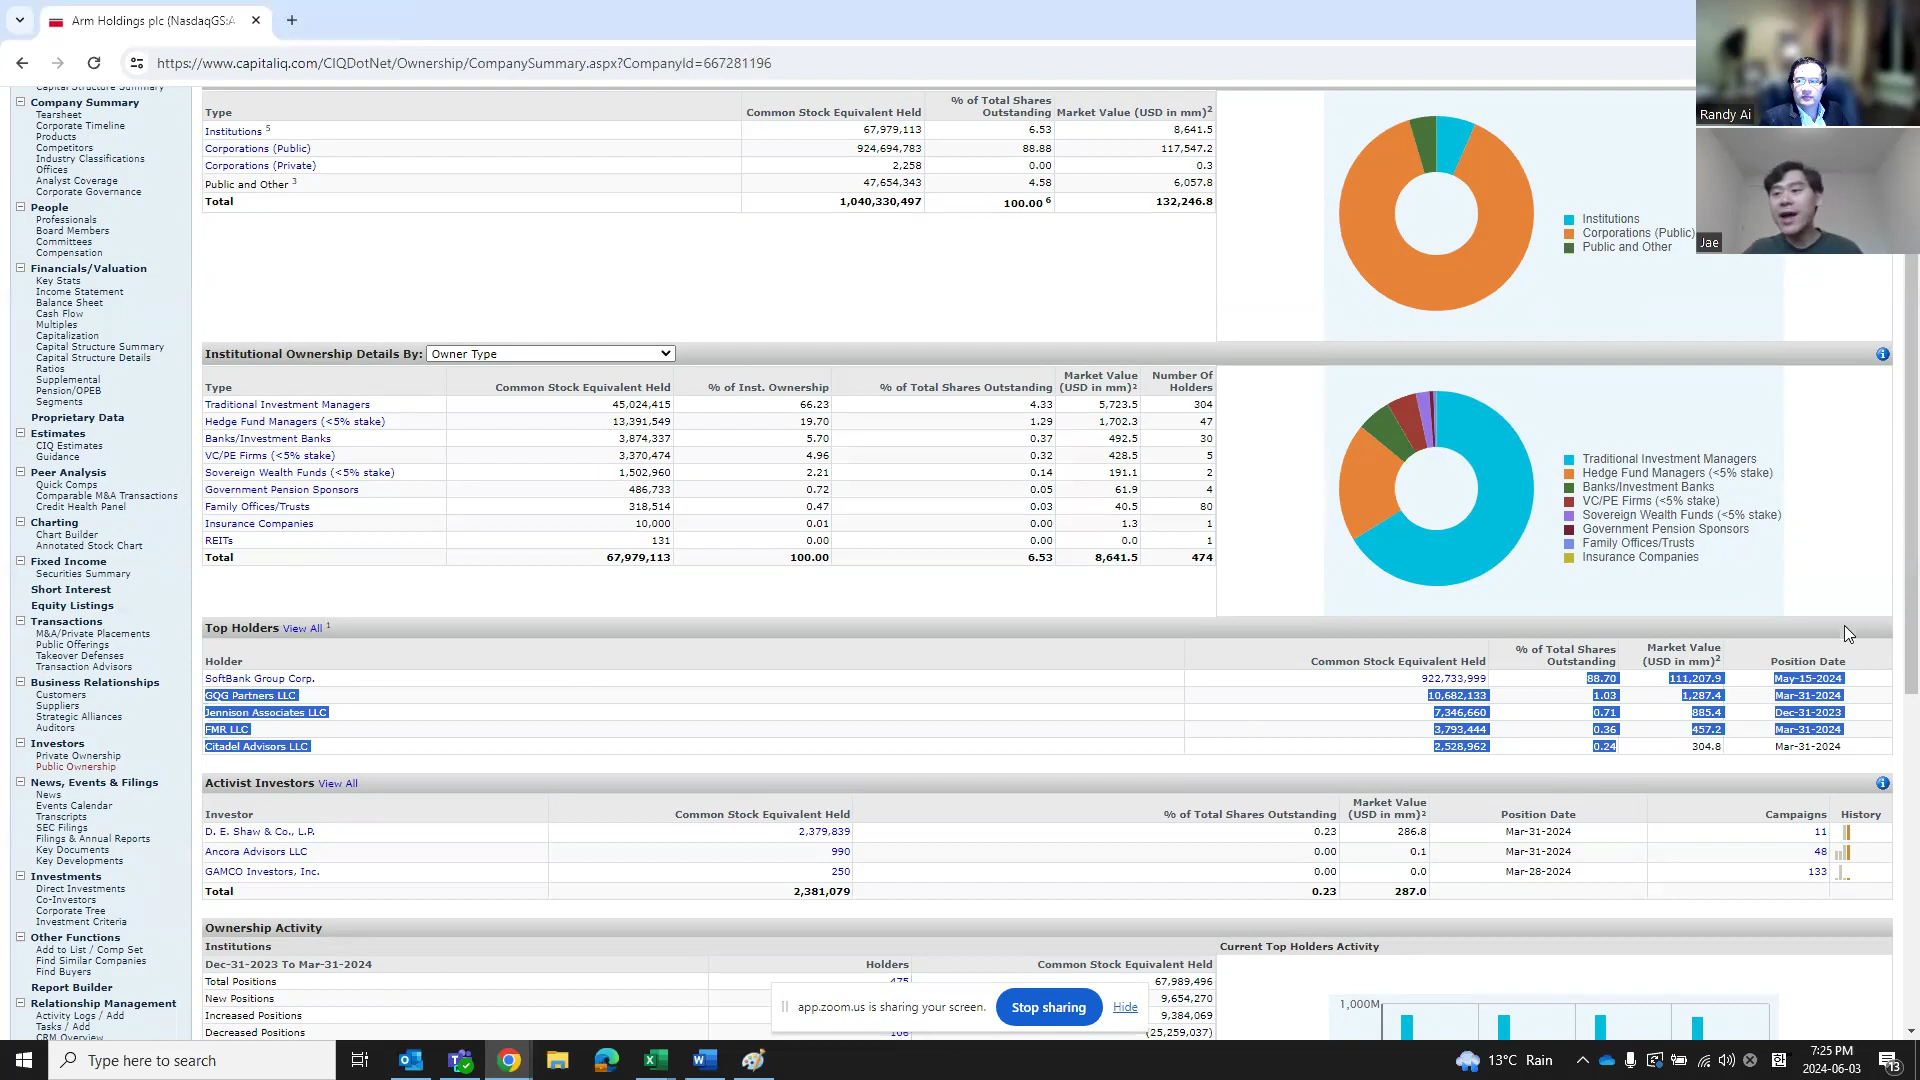 Arm Holdings plc (NasdaqGS:A
https://www.capitaliq.com/CIQDotNet/Ownership/CompanySummary.aspx?CompanyId=667281196
Randy Ai
Jae
Capital Structure Summary
Company Summary
Tearsheet
Corporate Timeline
Products
Competitors
Industry Classifications
Offices
Analyst Coverage
Corporate Governance
People
Professionals
Board Members
Committees
Compensation
Financials/Valuation
Key Stats
Income Statement
Balance Sheet
Cash Flow
Multiples
Capitalization
Capital Structure Summary
Capital Structure Details
Ratios
Supplemental
Pension/OPEB
Segments
Proprietary Data
Estimates
CIQ Estimates
Guidance
Peer Analysis
Quick Comps
Comparable M&A Transactions
Credit Health Panel
Charting
Chart Builder
Annotated Stock Chart
Fixed Income
Securities Summary
Short Interest
Equity Listings
Transactions
M&A/Private Placements
Public Offerings
Takeover Defenses
Transaction Advisors
Business Relationships
Customers
Suppliers
Strategic Alliances
Auditors
Investors
Private Ownership
Public Ownership
News, Events & Filings
News
Events Calendar
Transcripts
SEC Filings
Filings & Annual Reports
Key Documents
Key Developments
Investments
Direct Investments
Co-Investors
Corporate Tree
Investment Criteria
Other Functions
Add to List / Comp Set
Find Similar Companies
Find Buyers
Report Builder
Relationship Management
Activity Logs / Add
Tasks / Add
CRM Overview
Type Common Stock Equivalent Held % of Total Shares Outstanding Market Value (USD in mm)2
Institutions 5 67,979,113 6.53 8,641.5
Corporations (Public) 924,694,783 88.88 117,547.2
Corporations (Private) 2,258 0.00 0.3
Public and Other 3 47,654,343 4.58 6,057.8
Total 1,040,330,497 100.00 6 132,246.8
Institutions
Corporations (Public)
Public and Other
Institutional Ownership Details By: Owner Type
Type Common Stock Equivalent Held % of Inst. Ownership % of Total Shares Outstanding Market Value (USD in mm)2 Number Of Holders
Traditional Investment Managers 45,024,415 66.23 4.33 5,723.5 304
Hedge Fund Managers (<5% stake) 13,391,549 19.70 1.29 1,702.3 47
Banks/Investment Banks 3,874,337 5.70 0.37 492.5 30
VC/PE Firms (<5% stake) 3,370,474 4.96 0.32 428.5 5
Sovereign Wealth Funds (<5% stake) 1,502,960 2.21 0.14 191.1 2
Government Pension Sponsors 486,733 0.72 0.05 61.9 4
Family Offices/Trusts 318,514 0.47 0.03 40.5 80
Insurance Companies 10,000 0.01 0.00 1.3 1
REITs 131 0.00 0.00 0.0 1
Total 67,979,113 100.00 6.53 8,641.5 474
Traditional Investment Managers
Hedge Fund Managers (<5% stake)
Banks/Investment Banks
VC/PE Firms (<5% stake)
Sovereign Wealth Funds (<5% stake)
Government Pension Sponsors
Family Offices/Trusts
Insurance Companies
Top Holders View All 1
Holder Common Stock Equivalent Held % of Total Shares Outstanding Market Value (USD in mm)2 Position Date
SoftBank Group Corp. 922,733,999 88.70 111,207.9 May-15-2024
GQG Partners LLC 10,682,133 1.03 1,287.4 Mar-31-2024
Jennison Associates LLC 7,346,660 0.71 885.4 Dec-31-2023
FMR LLC 3,793,444 0.36 457.2 Mar-31-2024
Citadel Advisors LLC 2,528,962 0.24 304.8 Mar-31-2024
Activist Investors View All
Investor Common Stock Equivalent Held % of Total Shares Outstanding Market Value (USD in mm)2 Position Date Campaigns History
D. E. Shaw & Co., L.P. 2,379,839 0.23 286.8 Mar-31-2024 11
Ancora Advisors LLC 990 0.00 0.1 Mar-31-2024 48
GAMCO Investors, Inc. 250 0.00 0.0 Mar-28-2024 133
Total 2,381,079 0.23 287.0
Ownership Activity
Institutions Current Top Holders Activity
Dec-31-2023 To Mar-31-2024 Holders Common Stock Equivalent Held
Total Positions 475 67,989,496
New Positions 9,654,270
Increased Positions 9,384,069
Decreased Positions 106 (25,259,037)
1,000M
app.zoom.us is sharing your screen. Stop sharing Hide
Type here to search
13°C Rain
7:25 PM
2024-06-03
13